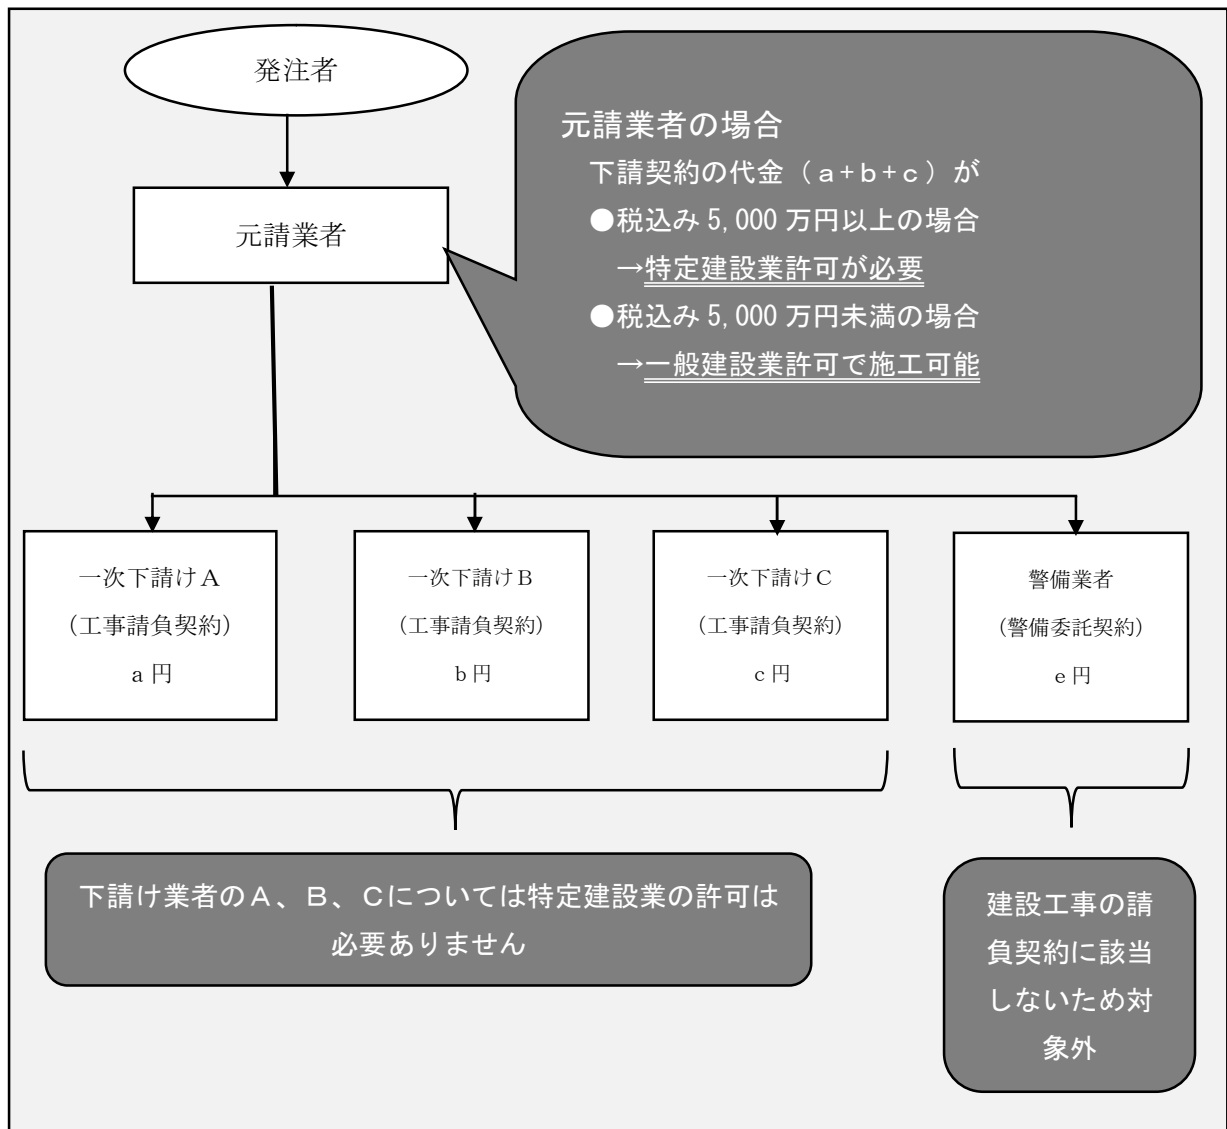 発注者
元請業者の場合
下請契約の代金（a+b+c）が
●税込み 5,000 万円以上の場合
→特定建設業許可が必要
●税込み 5,000 万円未満の場合
→一般建設業許可で施工可能
元請業者
一次下請けＡ
（工事請負契約）
a 円
一次下請けＢ
（工事請負契約）
b 円
一次下請けＣ
（工事請負契約）
c 円
警備業者
（警備委託契約）
e 円
下請け業者のＡ、Ｂ、Ｃについては特定建設業の許可は
必要ありません
建設工事の請
負契約に該当
しないため対
象外